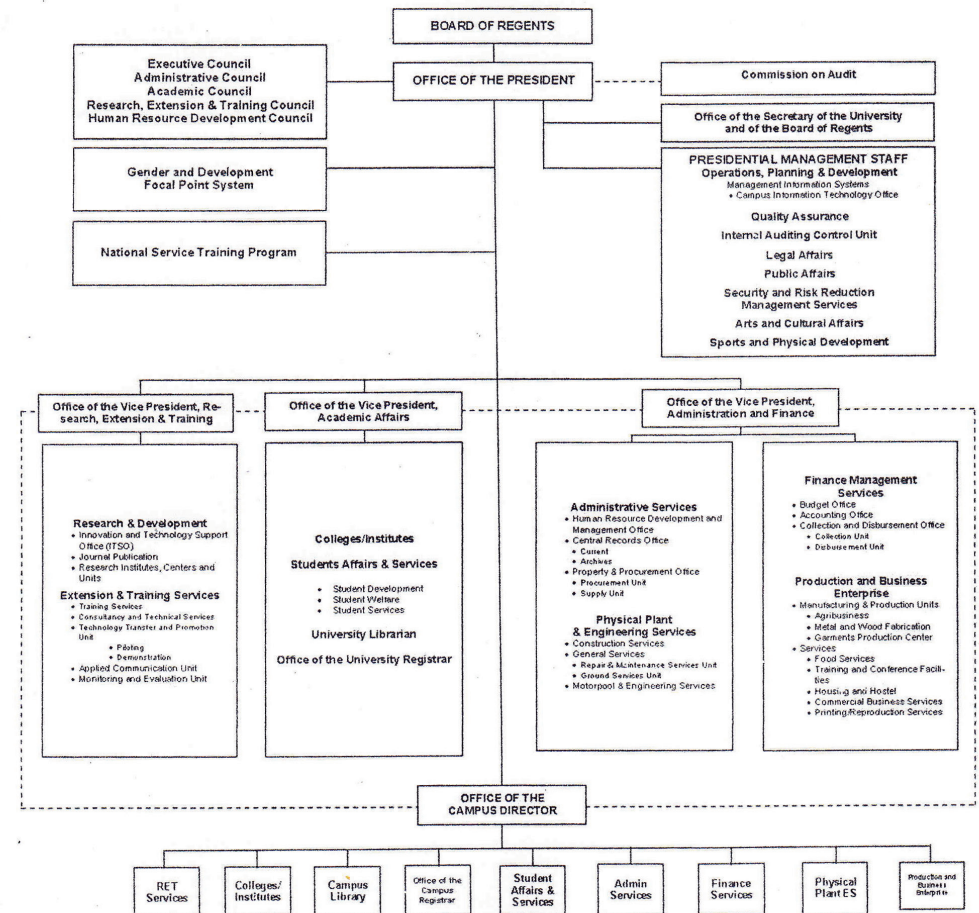 BOARD OF REGENTS
Executive Council
Administrative Council
Academic Council
Research, Extension & Training Council
Human Resource Development Council
OFFICE OF THE PRESIDENT
Commission on Audit
Office of the Secretary of the University
and of the Board of Regents
Gender and Development
Focal Point System
National Service Training Program
PRESIDENTIAL MANAGEMENT STAFF
Operations, Planning & Development
Management Information Systems
• Campus Information Technology Office
Quality Assurance
Internal Auditing Control Unit
Legal Affairs
Public Affairs
Security and Risk Reduction
Management Services
Arts and Cultural Affairs
Sports and Physical Development
Office of the Vice President, Re-
search, Extension & Training
Office of the Vice President,
Academic Affairs
Office of the Vice President,
Administration and Finance
Research & Development
• Innovation and Technology Support
Office (ITSO)
• Journal Publication
• Research Institutes, Centers and
Units
Extension & Training Services
• Training Services
• Consultancy and Technical Services
• Technology Transfer and Promotion
Unit
• Piloting
• Demonstration
• Applied Communication Unit
• Monitoring and Evaluation Unit
Colleges/Institutes
Students Affairs & Services
• Student Development
• Student Welfare
• Student Services
University Librarian
Office of the University Registrar
Administrative Services
• Human Resource Development and
Management Office
• Central Records Office
• Current
• Archives
• Property & Procurement Office
• Procurement Unit
• Supply Unit
Physical Plant
& Engineering Services
• Construction Services
• General Services
• Repair & Maintenance Services Unit
• Ground Services Unit
• Motorpool & Engineering Services
Finance Management
Services
• Budget Office
• Accounting Office
• Collection and Disbursement Office
• Collection Unit
• Disbursement Unit
Production and Business
Enterprise
• Manufacturing & Production Units
• Agribusiness
• Metal and Wood Fabrication
• Garments Production Center
• Services
• Food Services
• Training and Conference Facili-
ties
• Housing and Hostel
• Commercial Business Services
• Printing/Reproduction Services
OFFICE OF THE
CAMPUS DIRECTOR
RET
Services
Colleges/
Institutes
Campus
Library
Office of the
Campus
Registrar
Student
Affairs &
Services
Admin
Services
Finance
Services
Physical
Plant ES
Production and
Business
Enterprise